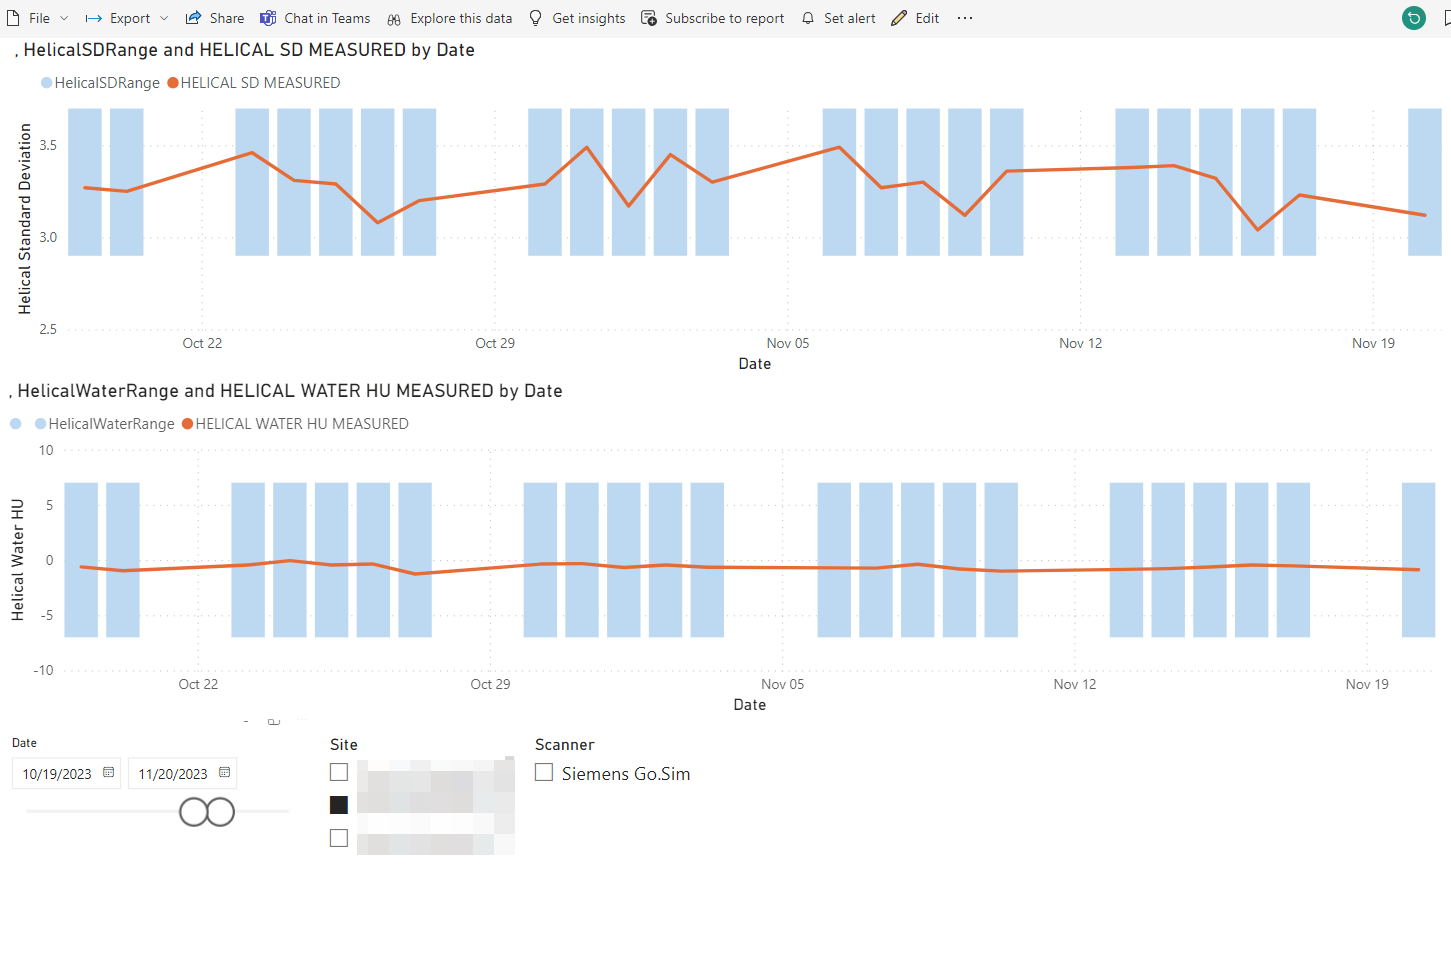 File Export Share Chat in Teams Explore this data Get insights Subscribe to report Set alert Edit ...
, HelicalSDRange and HELICAL SD MEASURED by Date
HelicalSDRange HELICAL SD MEASURED
Helical Standard Deviation
3.5
3.0
2.5
Oct 22 Oct 29 Nov 05 Nov 12 Nov 19
Date
, HelicalWaterRange and HELICAL WATER HU MEASURED by Date
HelicalWaterRange HELICAL WATER HU MEASURED
Helical Water HU
10
5
0
-5
-10
Oct 22 Oct 29 Nov 05 Nov 12 Nov 19
Date
Date Site Scanner
10/19/2023 11/20/2023 Siemens Go.Sim